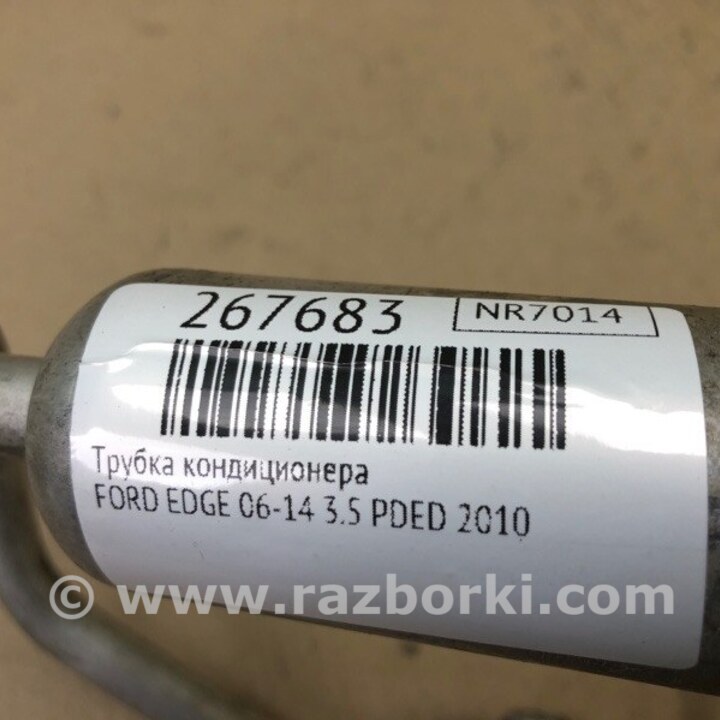 267683
NR7014
Трубка кондиционера
FORD EDGE 06-14 3.5 PDED 2010
© www.razborki.com